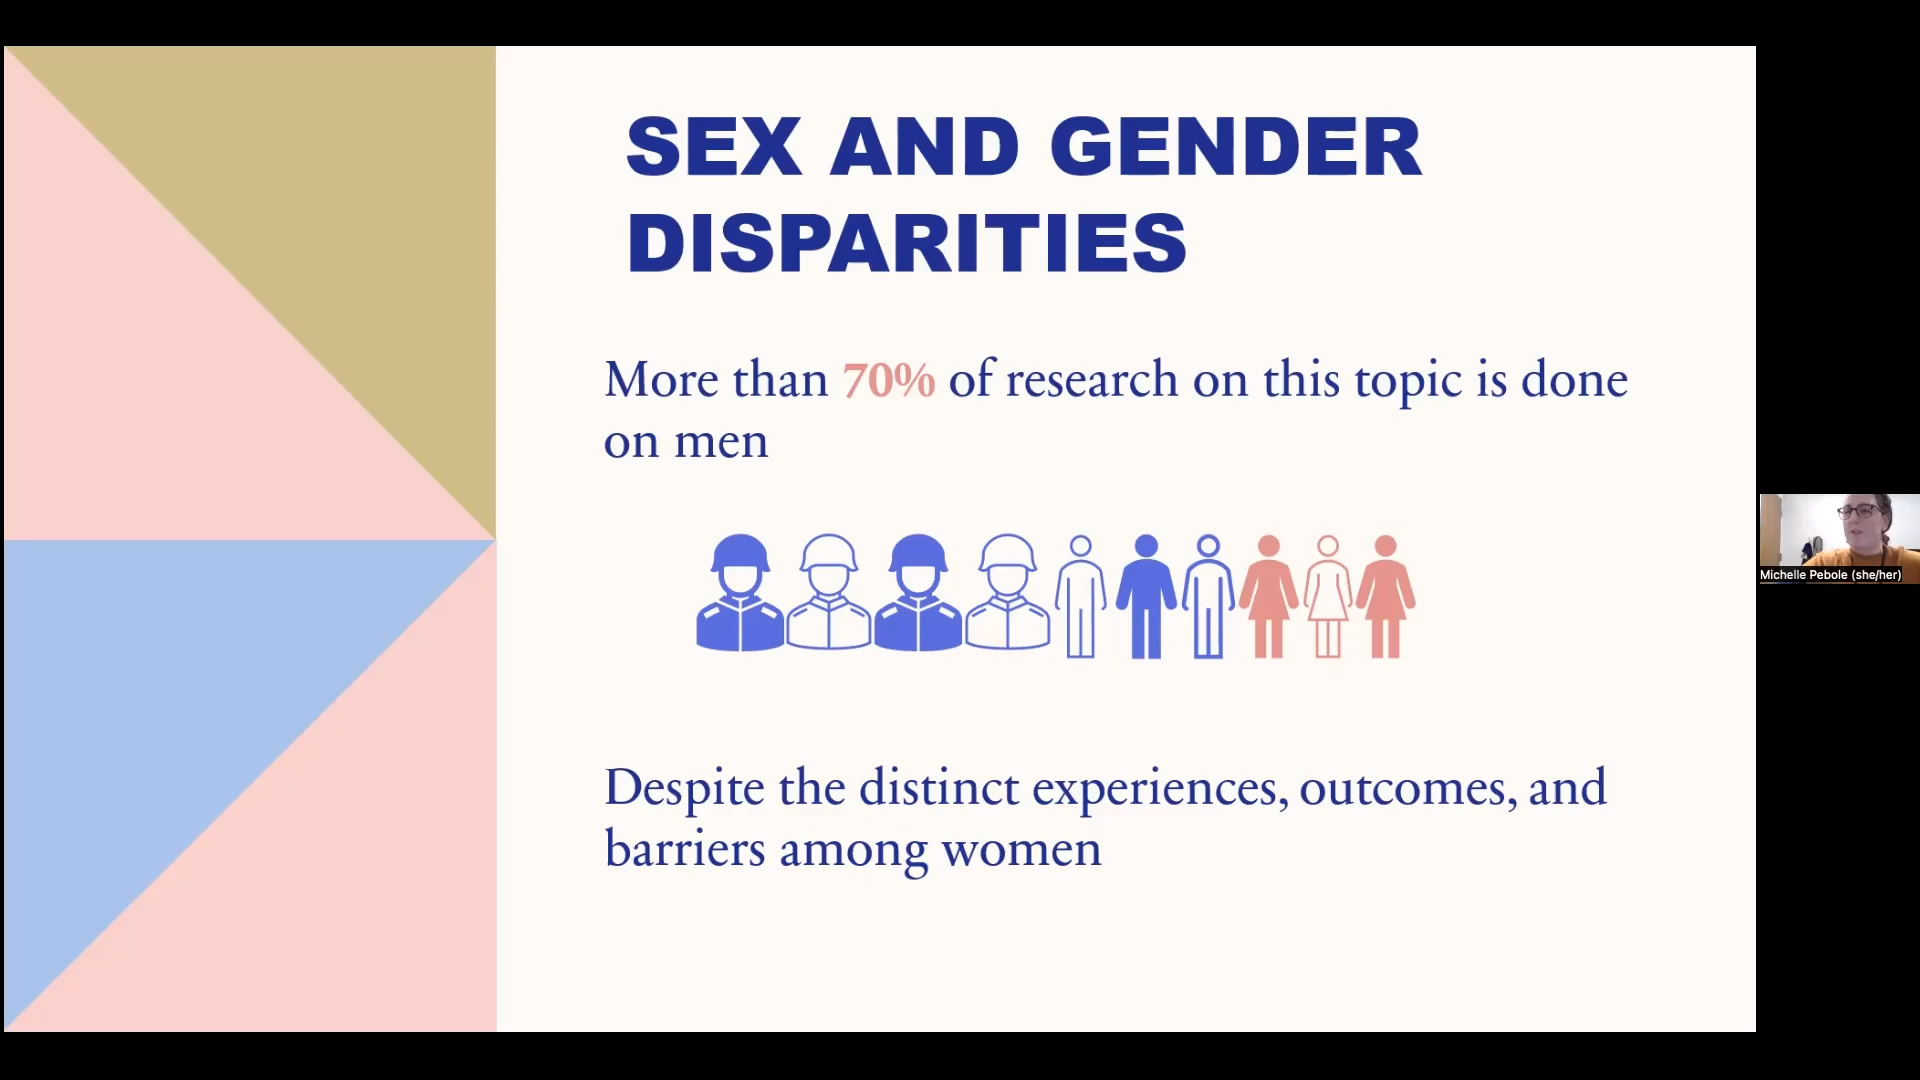 SEX AND GENDER
DISPARITIES
More than 70% of research on this topic is done
on men
Despite the distinct experiences, outcomes, and
barriers among women
Michelle Pebole (she/her)